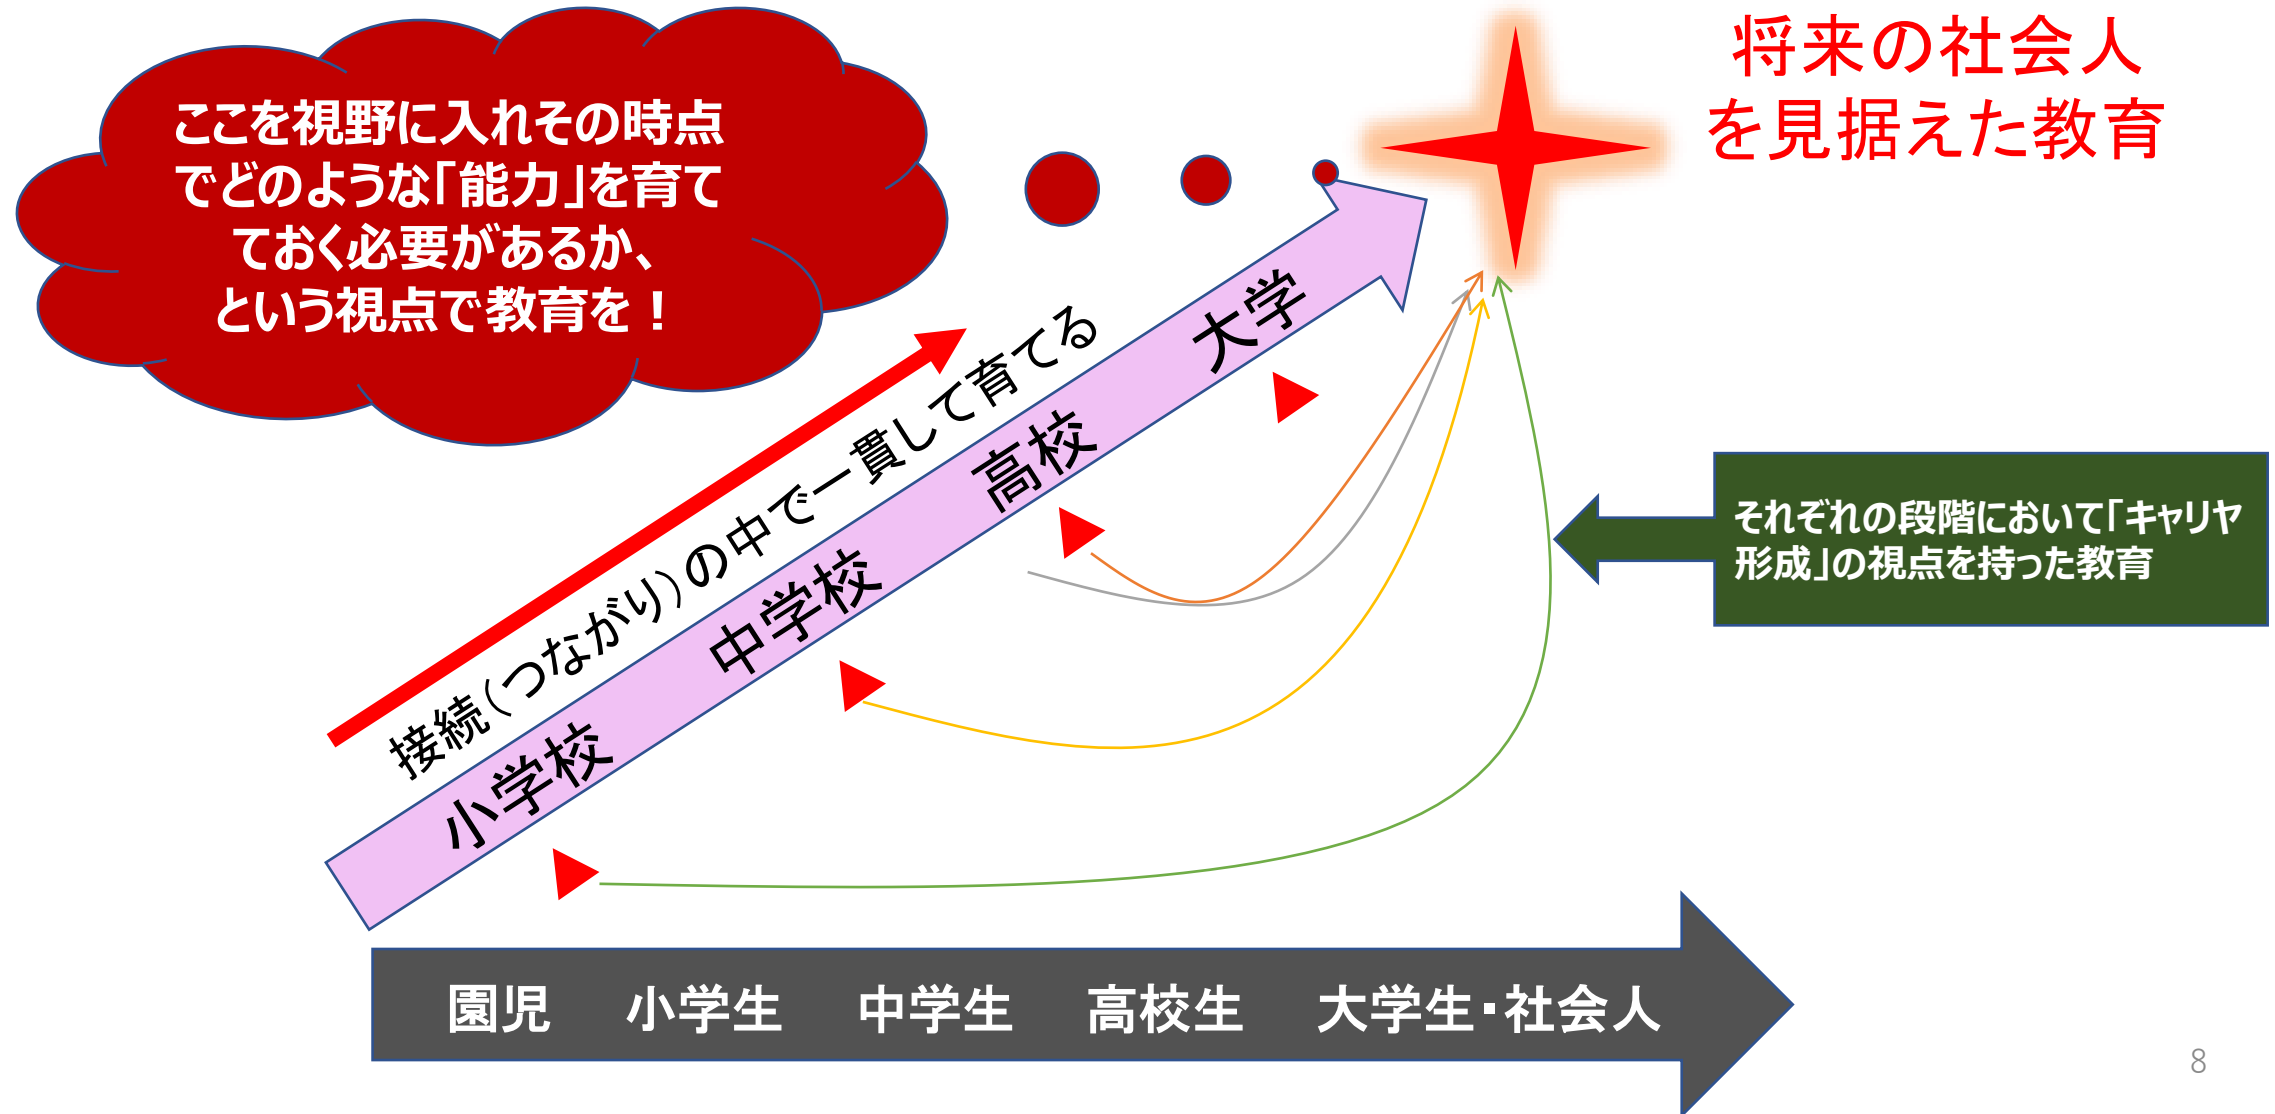 将来の社会人
を見据えた教育
ここを視野に入れその時点
でどのような「能力」を育て
ておく必要があるか、
という視点で教育を！
接続（つながり）の中で一貫して育てる
大学
高校
中学校
小学校
それぞれの段階において「キャリヤ
形成」の視点を持った教育
園児 小学生 中学生 高校生 大学生・社会人
8